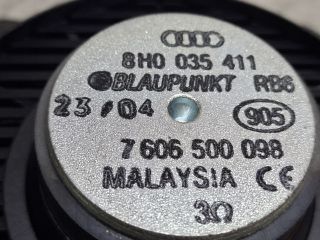 8H0 035 411
BLAUPUNKT RB6
23/04 905
7 606 500 098
MALAYSIA CE
3Ω